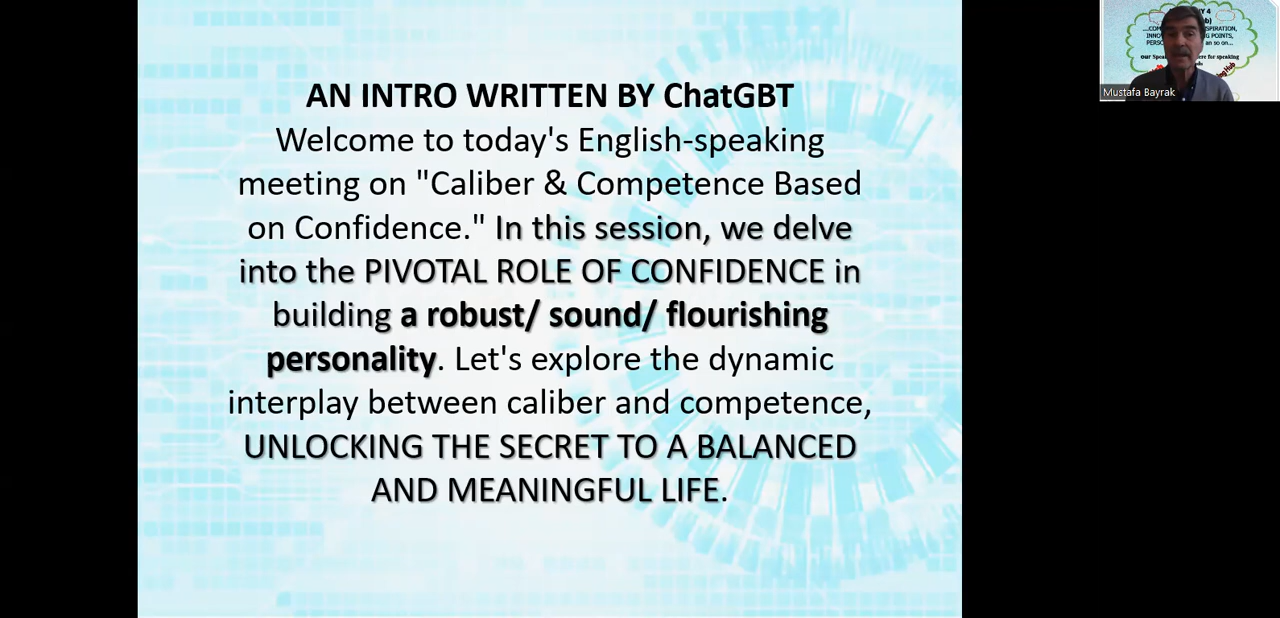 AN INTRO WRITTEN BY ChatGBT
Welcome to today's English-speaking
meeting on "Caliber & Competence Based
on Confidence." In this session, we delve
into the PIVOTAL ROLE OF CONFIDENCE in
building a robust/ sound/ flourishing
personality. Let's explore the dynamic
interplay between caliber and competence,
UNLOCKING THE SECRET TO A BALANCED
AND MEANINGFUL LIFE.
Mustafa Bayrak